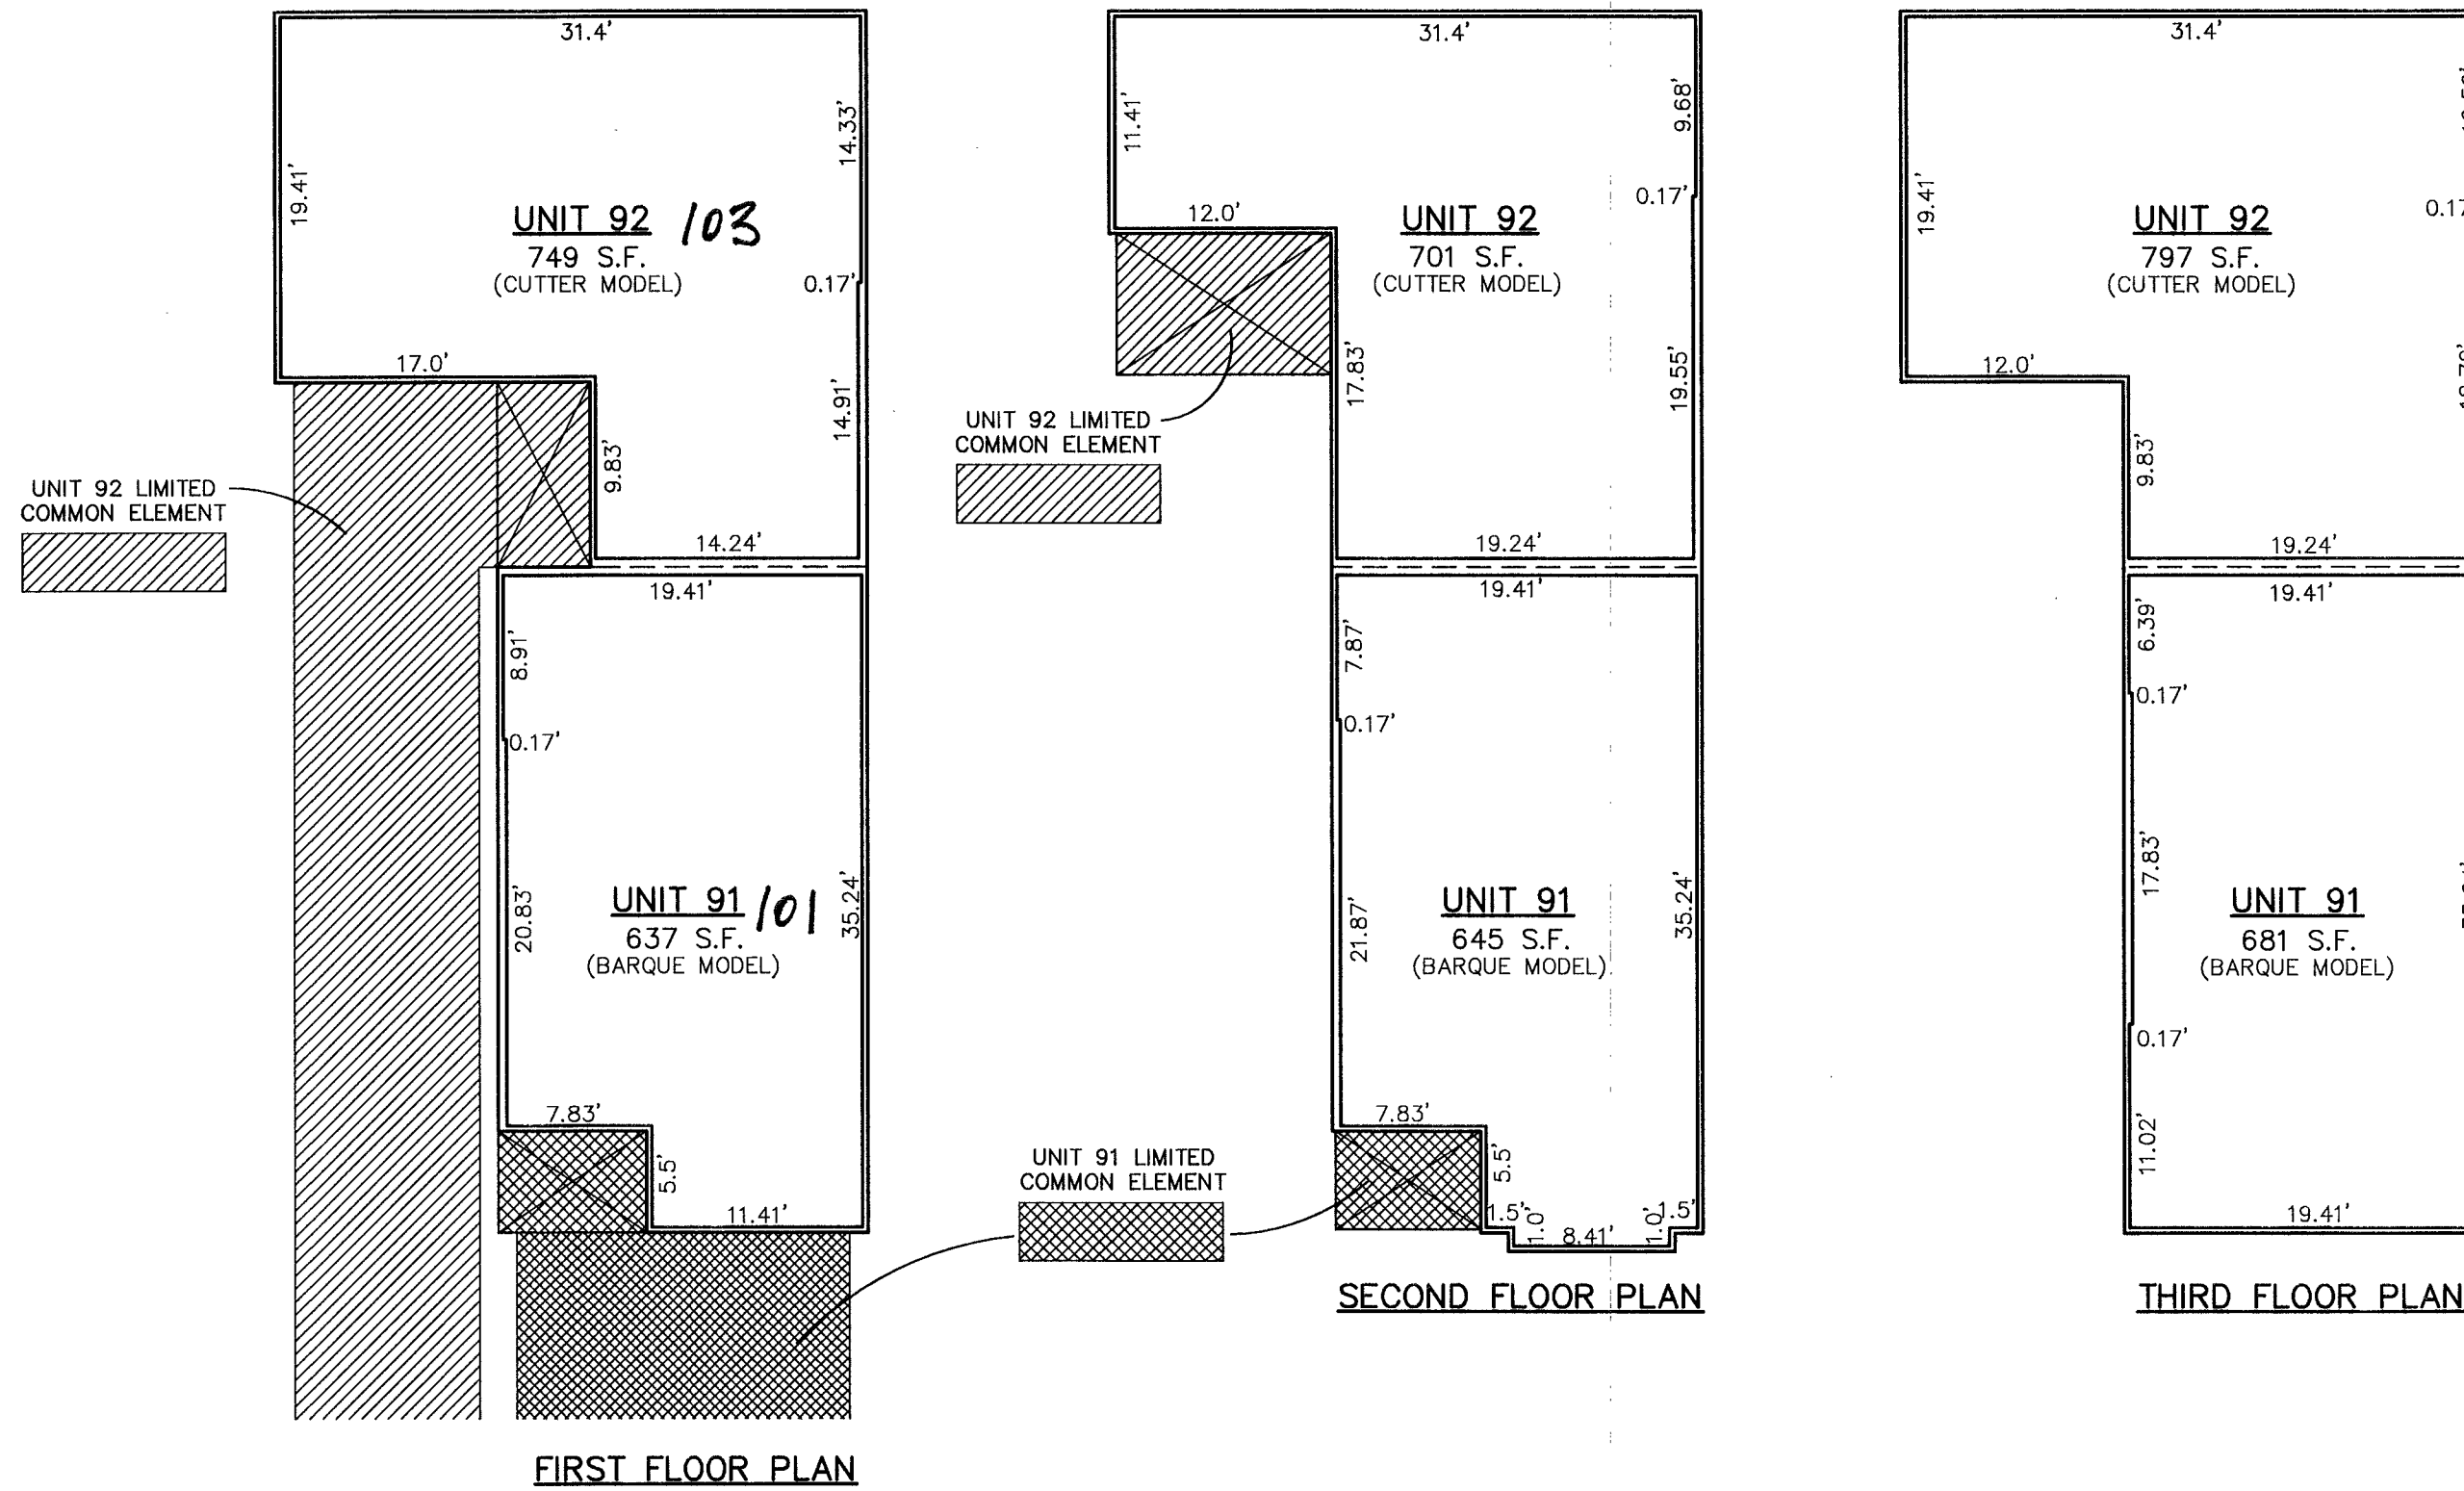 31.4'
19.41'
14.33'
UNIT 92 103
749 S.F.
(CUTTER MODEL)
0.17'
17.0'
14.91'
9.83'
UNIT 92 LIMITED
COMMON ELEMENT
14.24'
19.41'
8.91'
0.17'
20.83'
UNIT 91 101
637 S.F.
(BARQUE MODEL)
35.24'
7.83'
5.5'
11.41'
FIRST FLOOR PLAN
31.4'
11.41'
9.68'
0.17'
12.0'
UNIT 92
701 S.F.
(CUTTER MODEL)
17.83'
19.55'
UNIT 92 LIMITED
COMMON ELEMENT
19.24'
19.41'
7.87'
0.17'
21.87'
UNIT 91
645 S.F.
(BARQUE MODEL)
35.24'
7.83'
5.5'
UNIT 91 LIMITED
COMMON ELEMENT
1.5'
1.0'
8.41'
1.0'
1.5'
SECOND FLOOR PLAN
31.4'
19.41'
UNIT 92
797 S.F.
(CUTTER MODEL)
12.0'
9.83'
19.24'
19.41'
6.39'
0.17'
17.83'
UNIT 91
681 S.F.
(BARQUE MODEL)
0.17'
11.02'
19.41'
THIRD FLOOR PLAN